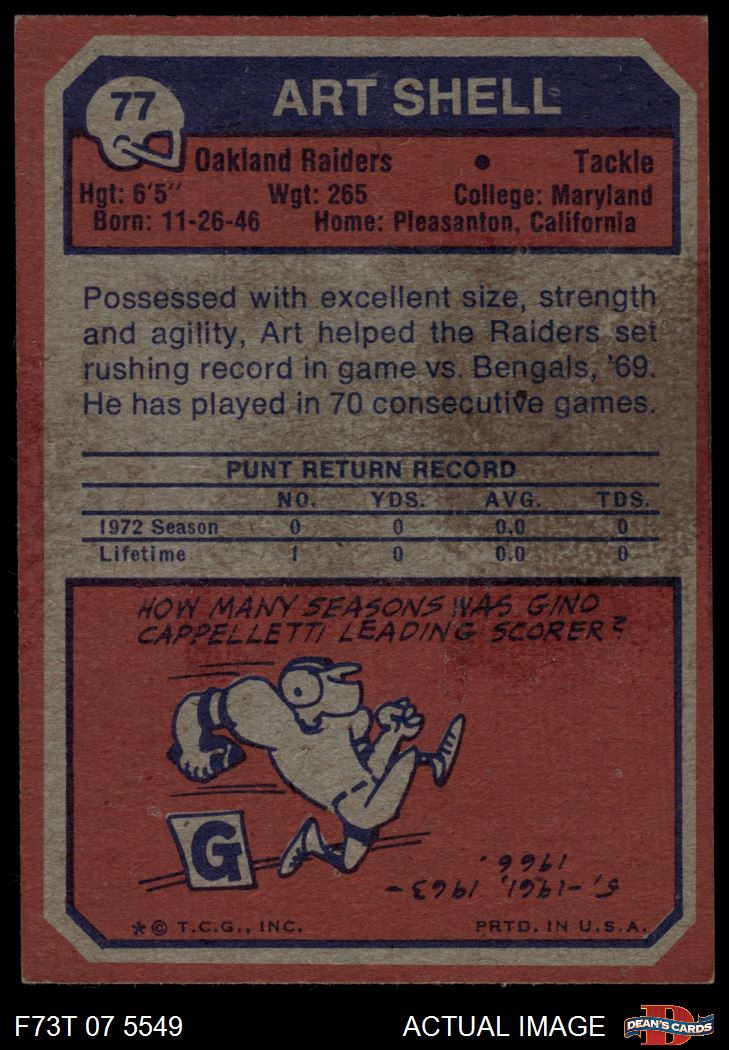 77
ART SHELL
Oakland Raiders • Tackle
Hgt: 6'5" Wgt: 265 College: Maryland
Born: 11-26-46 Home: Pleasanton, California
Possessed with excellent size, strength
and agility, Art helped the Raiders set
rushing record in game vs. Bengals, '69.
He has played in 70 consecutive games.
PUNT RETURN RECORD
NO. YDS. AVG. TDS.
1972 Season 0 0 0.0 0
Lifetime 1 0 0.0 0
HOW MANY SEASONS WAS GINO
CAPPELLETTI LEADING SCORER?
G
5,-1961, 1963-
1966.
*© T.C.G., INC. PRTD. IN U.S.A.
F73T 07 5549 ACTUAL IMAGE DEAN'S CARDS